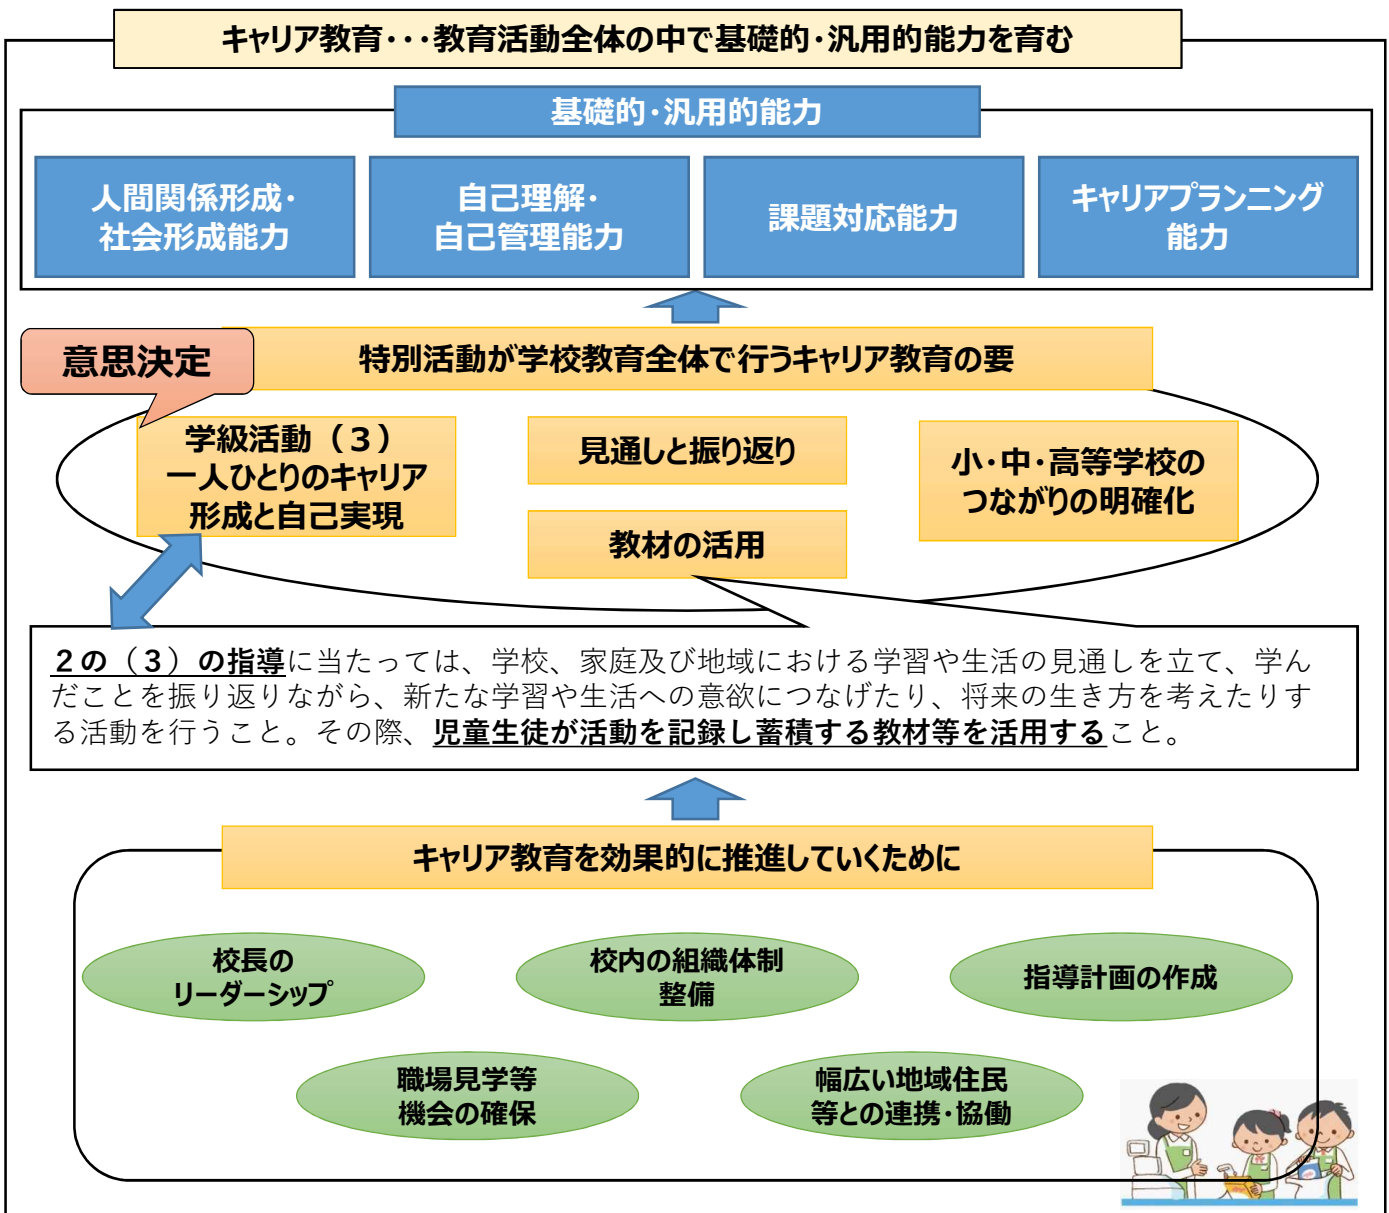 キャリア教育・・・教育活動全体の中で基礎的・汎用的能力を育む
基礎的・汎用的能力
人間関係形成・
社会形成能力
自己理解・
自己管理能力
課題対応能力
キャリアプランニング
能力
意思決定
特別活動が学校教育全体で行うキャリア教育の要
学級活動（３）
一人ひとりのキャリア
形成と自己実現
見通しと振り返り
教材の活用
小・中・高等学校の
つながりの明確化
２の（３）の指導に当たっては、学校、家庭及び地域における学習や生活の見通しを立て、学ん
だことを振り返りながら、新たな学習や生活への意欲につなげたり、将来の生き方を考えたりす
る活動を行うこと。その際、児童生徒が活動を記録し蓄積する教材等を活用すること。
キャリア教育を効果的に推進していくために
校長の
リーダーシップ
校内の組織体制
整備
指導計画の作成
職場見学等
機会の確保
幅広い地域住民
等との連携・協働